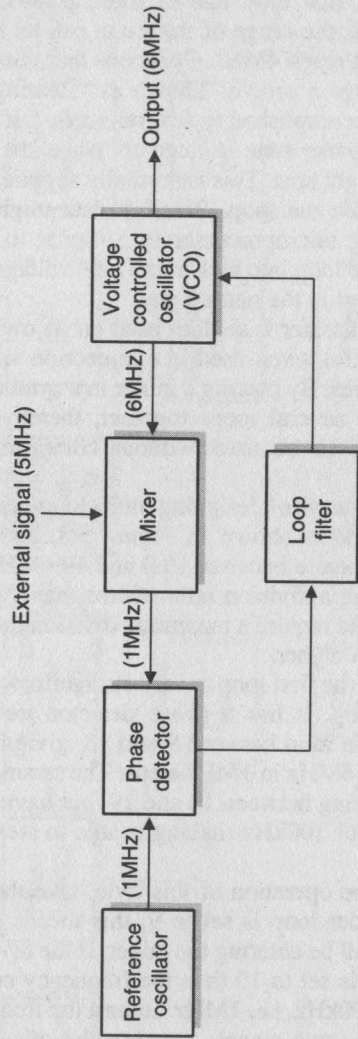 External signal (5MHz)
Reference
oscillator
(1MHz)
Phase
detector
(1MHz)
Mixer
(6MHz)
Voltage
controlled
oscillator
(VCO)
Output (6MHz)
Loop
filter